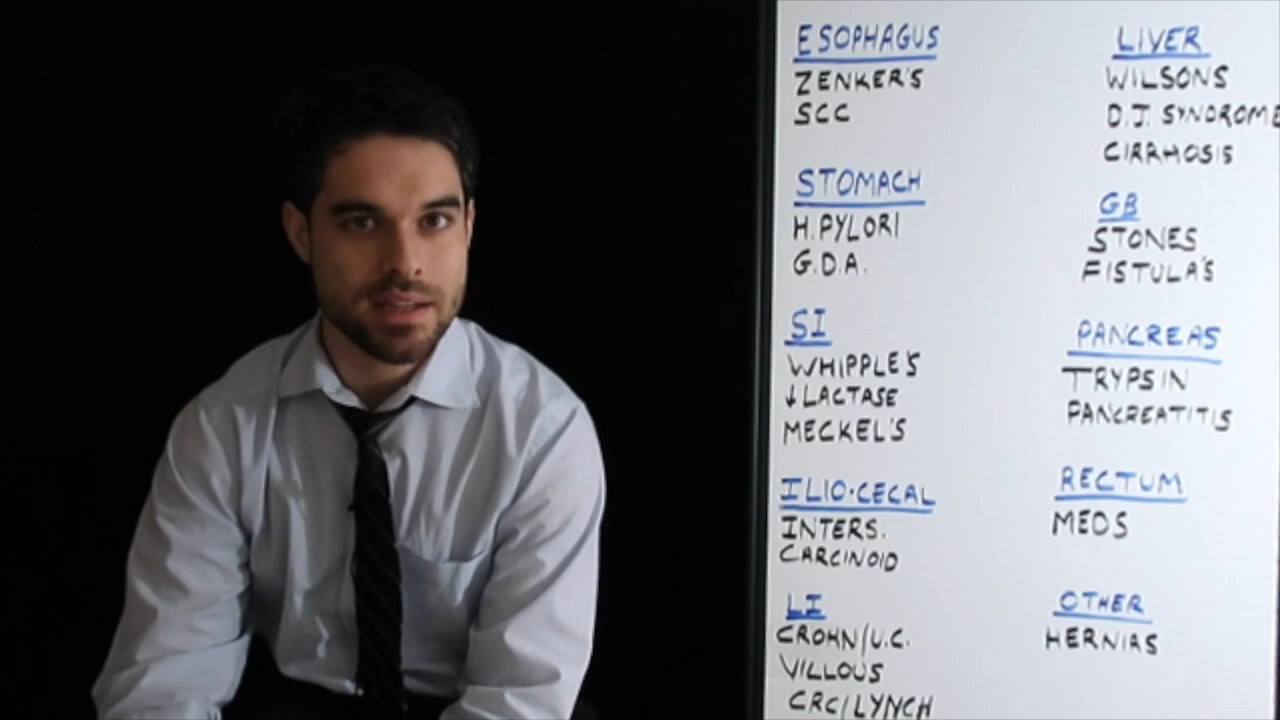 ESOPHAGUS
ZENKER'S
SCC
STOMACH
H.PYLORI
G.D.A.
SI
WHIPPLE'S
↓LACTASE
MECKEL'S
ILIO-CECAL
INTERS.
CARCINOID
LI
CROHN/U.C.
VILLOUS
CRC/LYNCH
LIVER
WILSONS
D.J. SYNDROME
CIRRHOSIS
GB
STONES
FISTULA'S
PANCREAS
TRYPSIN
PANCREATITIS
RECTUM
MEDS
OTHER
HERNIAS